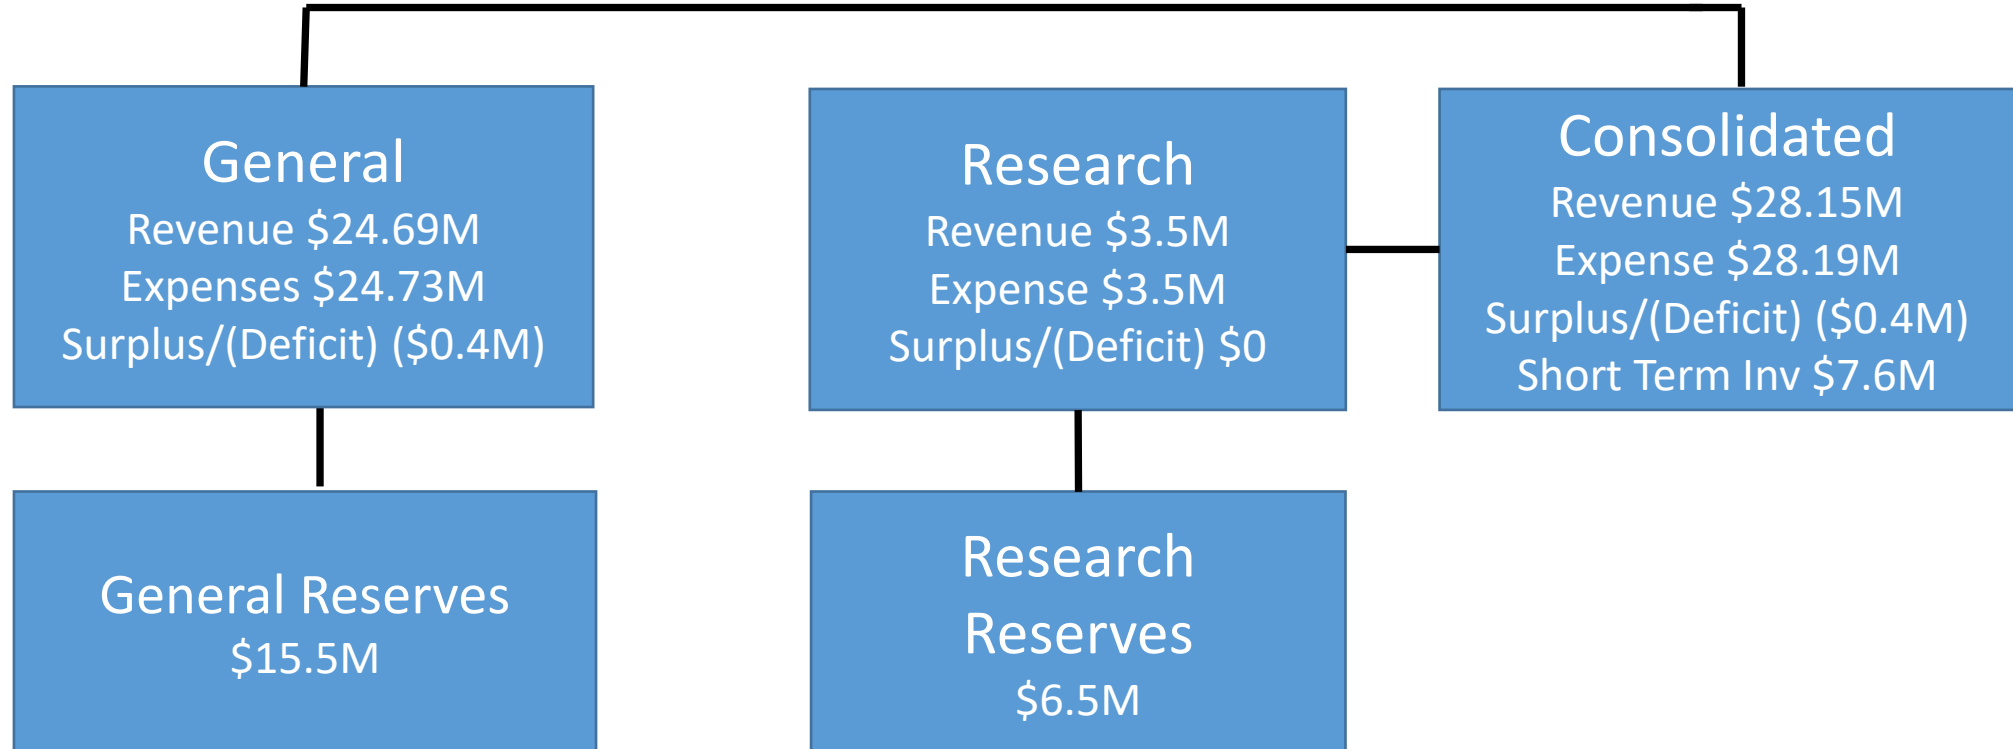 General
Revenue $24.69M
Expenses $24.73M
Surplus/(Deficit) ($0.4M)
Research
Revenue $3.5M
Expense $3.5M
Surplus/(Deficit) $0
Consolidated
Revenue $28.15M
Expense $28.19M
Surplus/(Deficit) ($0.4M)
Short Term Inv $7.6M
General Reserves
$15.5M
Research
Reserves
$6.5M